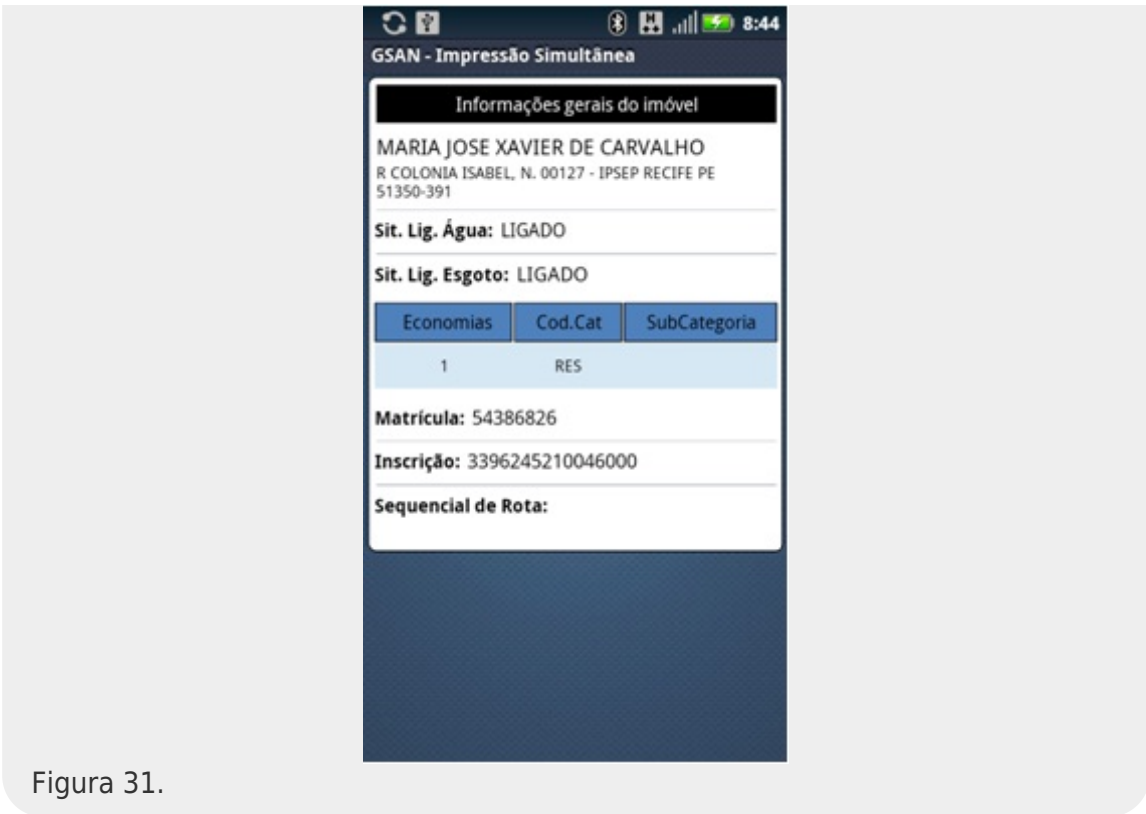 8:44
GSAN - Impressão Simultânea
Informações gerais do imóvel
MARIA JOSE XAVIER DE CARVALHO
R COLONIA ISABEL, N. 00127 - IPSEP RECIFE PE
51350-391
Sit. Lig. Água: LIGADO
Sit. Lig. Esgoto: LIGADO
Economias Cod.Cat SubCategoria
1 RES
Matrícula: 54386826
Inscrição: 3396245210046000
Sequencial de Rota:
Figura 31.